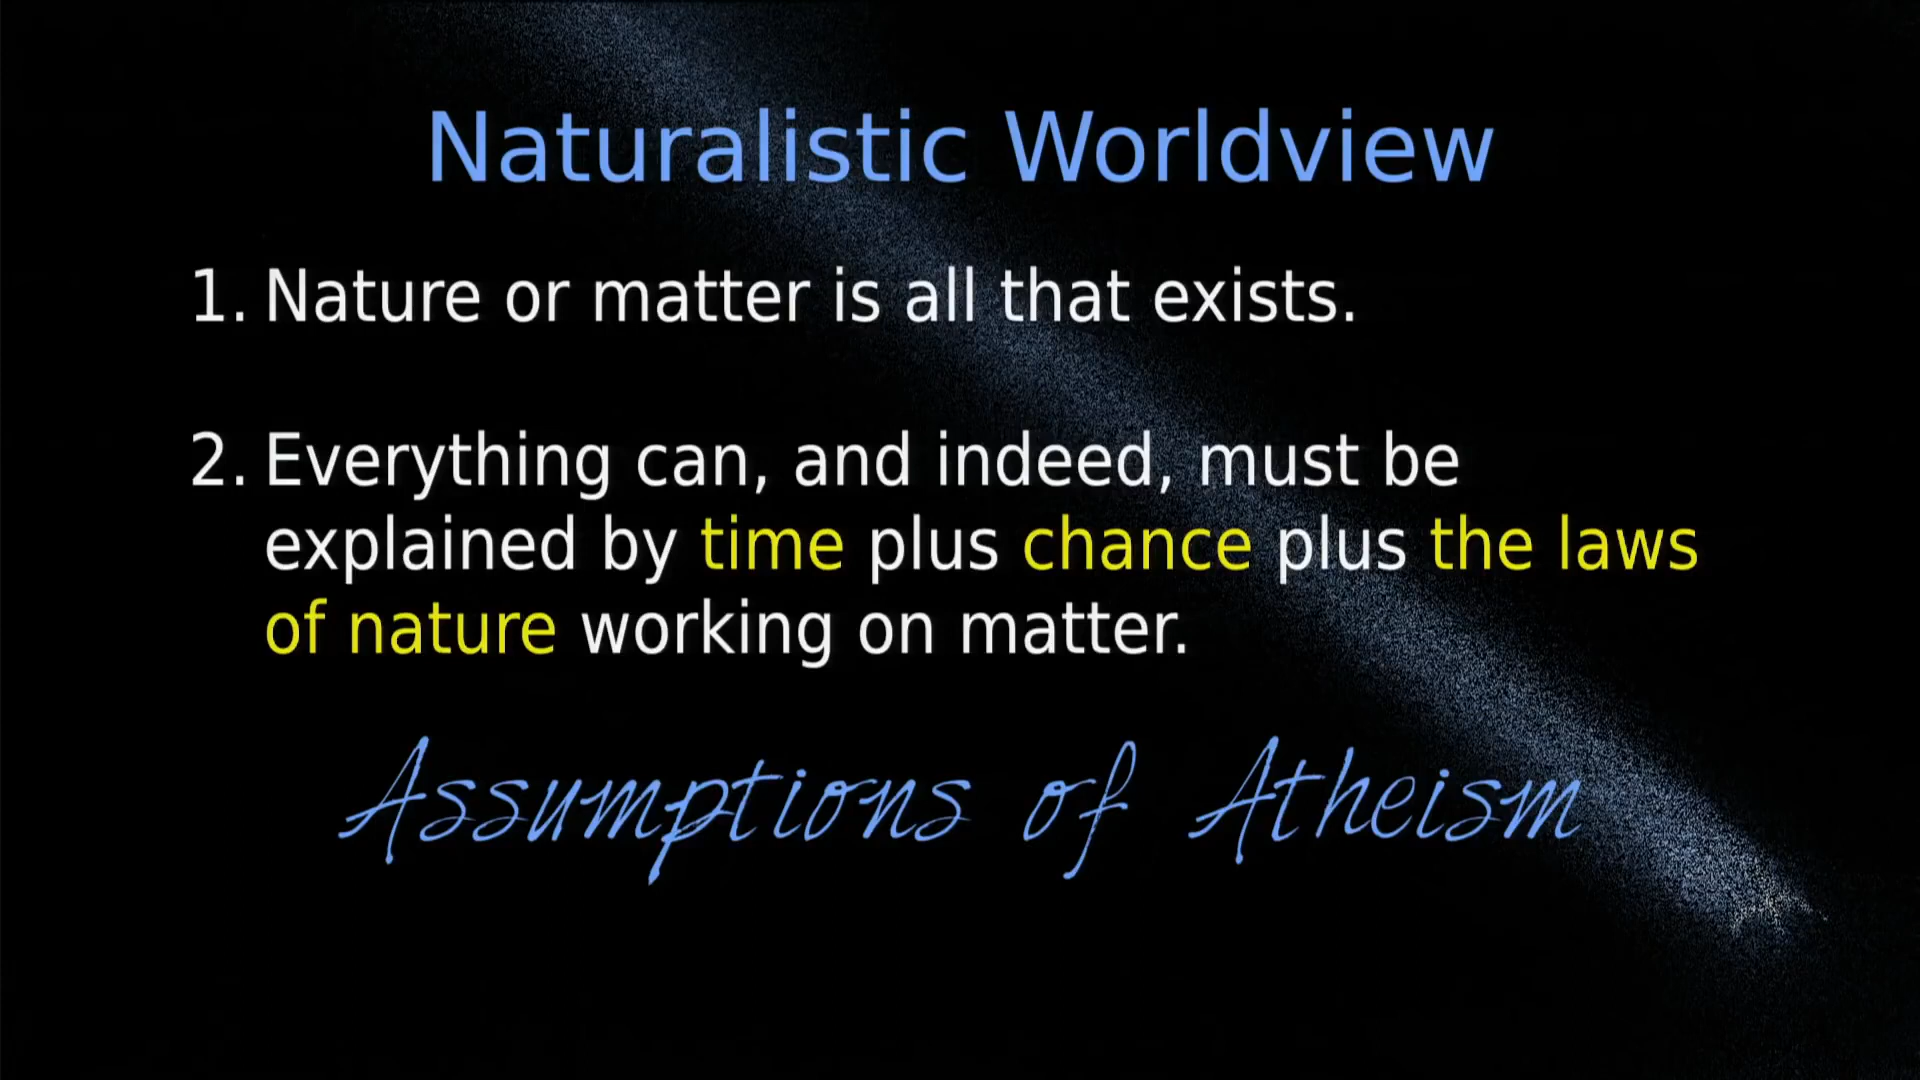 Naturalistic Worldview
1. Nature or matter is all that exists.
2. Everything can, and indeed, must be
explained by time plus chance plus the laws
of nature working on matter.
Assumptions of Atheism